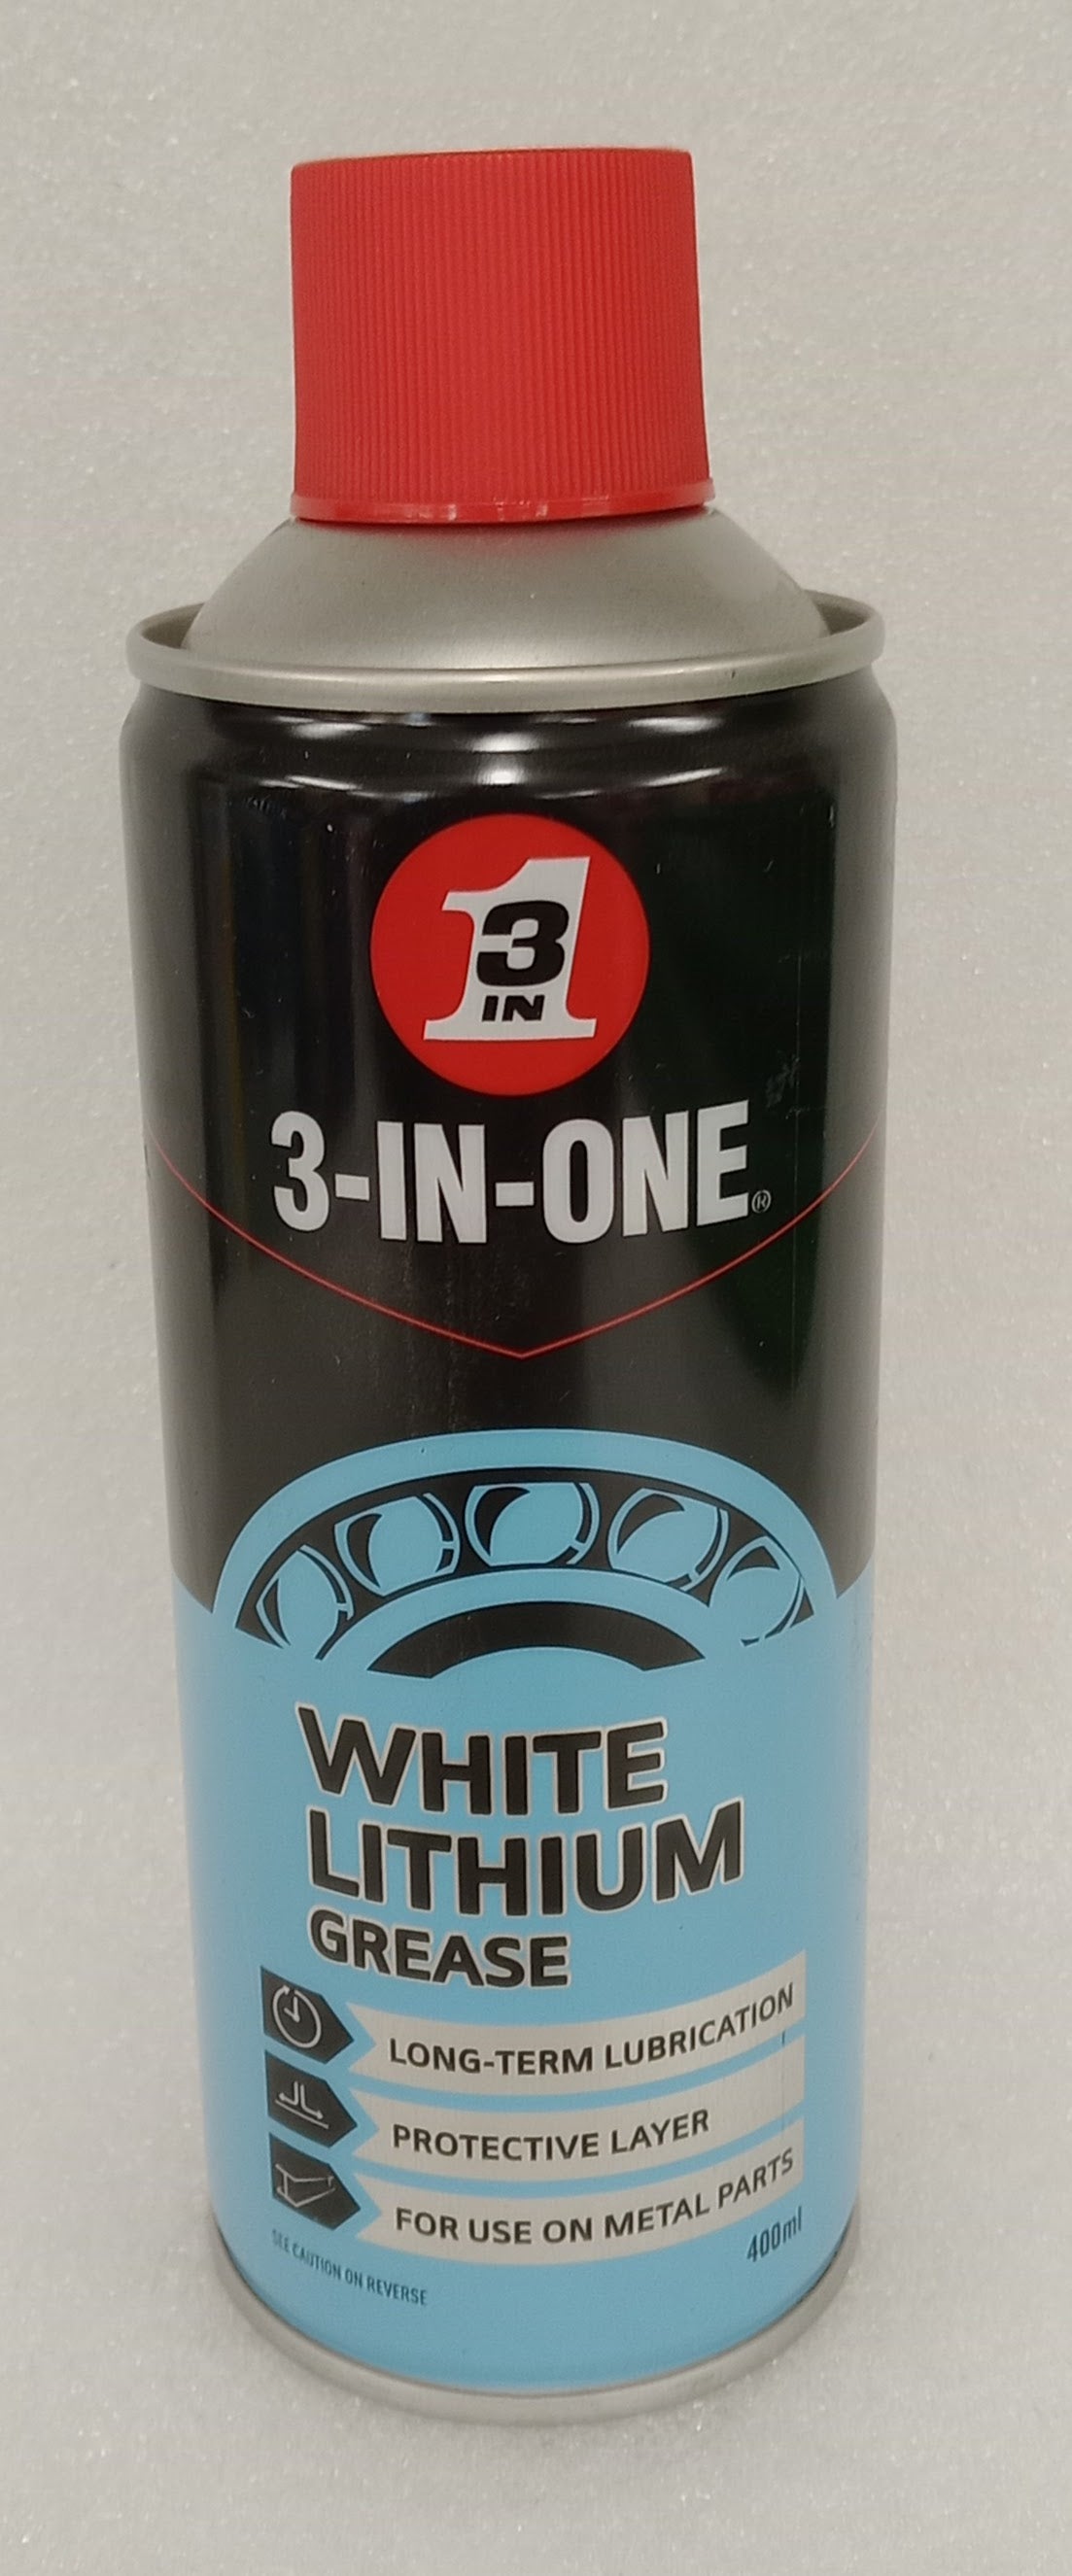 3
IN
1
3-IN-ONE®
WHITE
LITHIUM
GREASE
LONG-TERM LUBRICATION
PROTECTIVE LAYER
FOR USE ON METAL PARTS
400ml
SEE CAUTION ON REVERSE